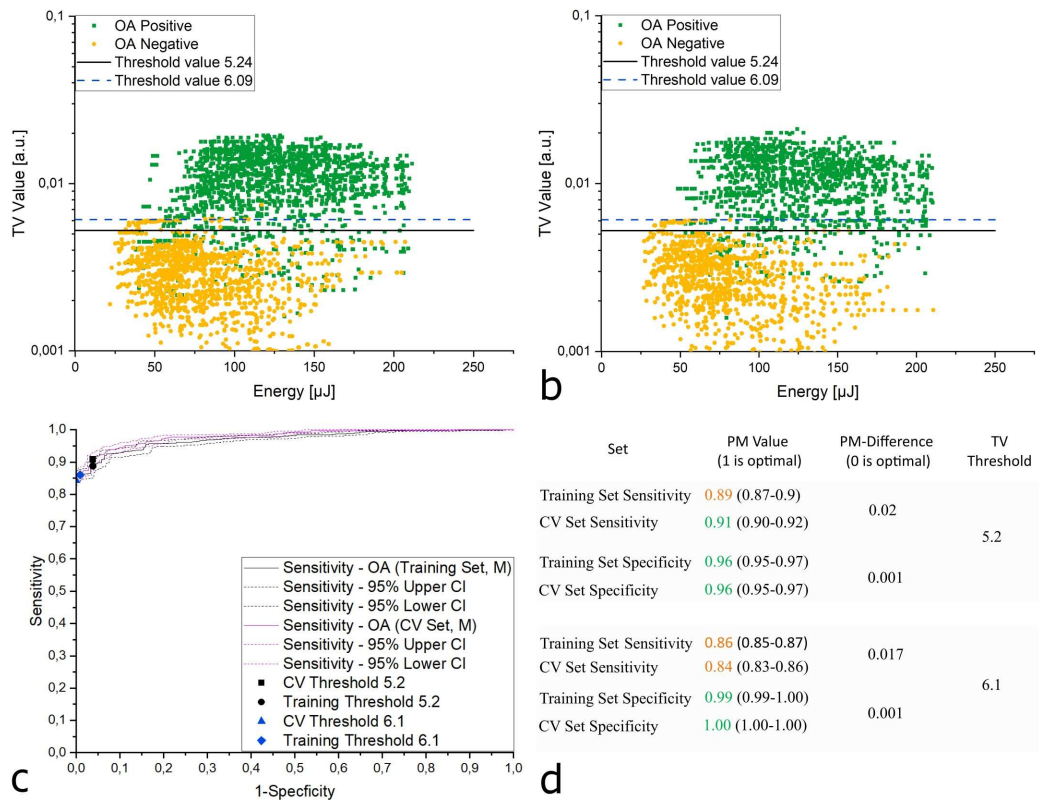 0,1
OA Positive
OA Negative
Threshold value 5.24
Threshold value 6.09
TV Value [a.u.]
0,01
0,001
0 50 100 150 200 250
Energy [µJ]
0,1
OA Positive
OA Negative
Threshold value 5.24
Threshold value 6.09
TV Value [a.u.]
0,01
0,001
0 50 100 150 200 250
Energy [µJ]
b
1,0
0,9
0,8
0,7
0,6
0,5
0,4
0,3
0,2
0,1
0,0
Sensitivity
Sensitivity - OA (Training Set, M)
Sensitivity - 95% Upper CI
Sensitivity - 95% Lower CI
Sensitivity - OA (CV Set, M)
Sensitivity - 95% Upper CI
Sensitivity - 95% Lower CI
CV Threshold 5.2
Training Threshold 5.2
CV Threshold 6.1
Training Threshold 6.1
0,0 0,1 0,2 0,3 0,4 0,5 0,6 0,7 0,8 0,9 1,0
1-Specficity
c
Set PM Value PM-Difference TV
(1 is optimal) (0 is optimal) Threshold
Training Set Sensitivity 0.89 (0.87-0.9)
0.02
CV Set Sensitivity 0.91 (0.90-0.92)
5.2
Training Set Specificity 0.96 (0.95-0.97)
0.001
CV Set Specificity 0.96 (0.95-0.97)
Training Set Sensitivity 0.86 (0.85-0.87)
0.017
CV Set Sensitivity 0.84 (0.83-0.86)
6.1
Training Set Specificity 0.99 (0.99-1.00)
0.001
CV Set Specificity 1.00 (1.00-1.00)
d